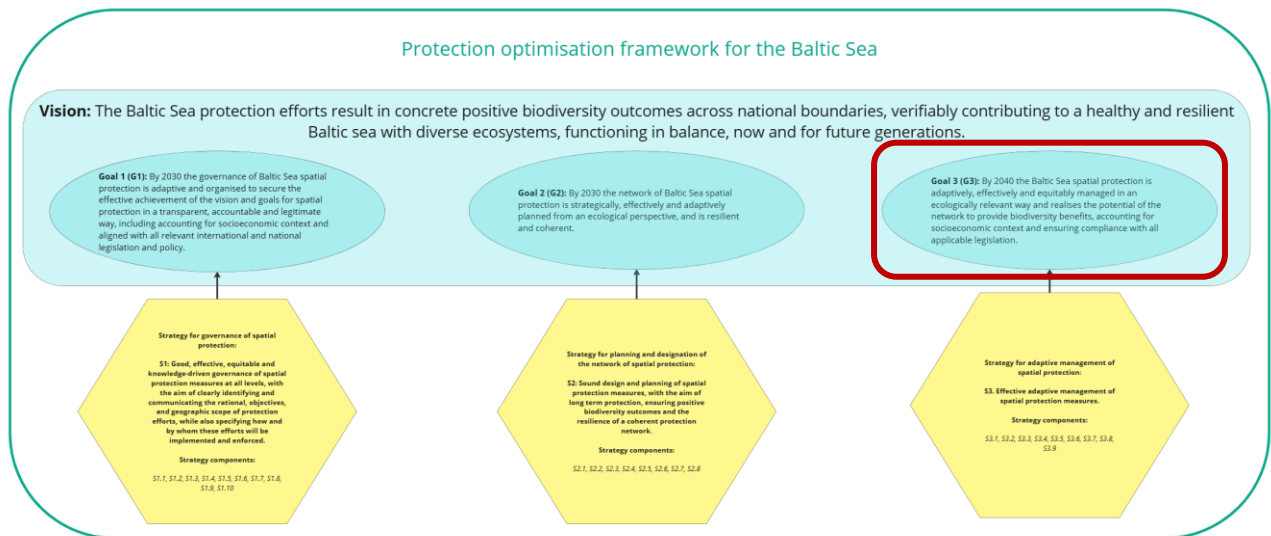 Protection optimisation framework for the Baltic Sea
Vision: The Baltic Sea protection efforts result in concrete positive biodiversity outcomes across national boundaries, verifiably contributing to a healthy and resilient
Baltic sea with diverse ecosystems, functioning in balance, now and for future generations.
Goal 1 (G1): By 2030 the governance of Baltic Sea spatial
protection is adaptive and organised to secure the
effective achievement of the vision and goals for spatial
protection in a transparent, accountable and legitimate
way, including accounting for socioeconomic context and
aligned with all relevant international and national
legislation and policy.
Goal 2 (G2): By 2030 the network of Baltic Sea spatial
protection is strategically, effectively and adaptively
planned from an ecological perspective, and is resilient
and coherent.
Goal 3 (G3): By 2040 the Baltic Sea spatial protection is
adaptively, effectively and equitably managed in an
ecologically relevant way and realises the potential of the
network to provide biodiversity benefits, accounting for
socioeconomic context and ensuring compliance with all
applicable legislation.
Strategy for governance of spatial
protection:
S1: Good, effective, equitable and
knowledge-driven governance of spatial
protection measures at all levels, with
the aim of clearly identifying and
communicating the rational, objectives,
and geographic scope of protection
efforts, while also specifying how and
by whom these efforts will be
implemented and enforced.
Strategy components:
S1.1, S1.2, S1.3, S1.4, S1.5, S1.6, S1.7, S1.8,
S1.9, S1.10
Strategy for planning and designation of
the network of spatial protection:
S2: Sound design and planning of spatial
protection measures, with the aim of
long term protection, ensuring positive
biodiversity outcomes and the
resilience of a coherent protection
network.
Strategy components:
S2.1, S2.2, S2.3, S2.4, S2.5, S2.6, S2.7, S2.8
Strategy for adaptive management of
spatial protection:
S3. Effective adaptive management of
spatial protection measures.
Strategy components:
S3.1, S3.2, S3.3, S3.4, S3.5, S3.6, S3.7, S3.8,
S3.9